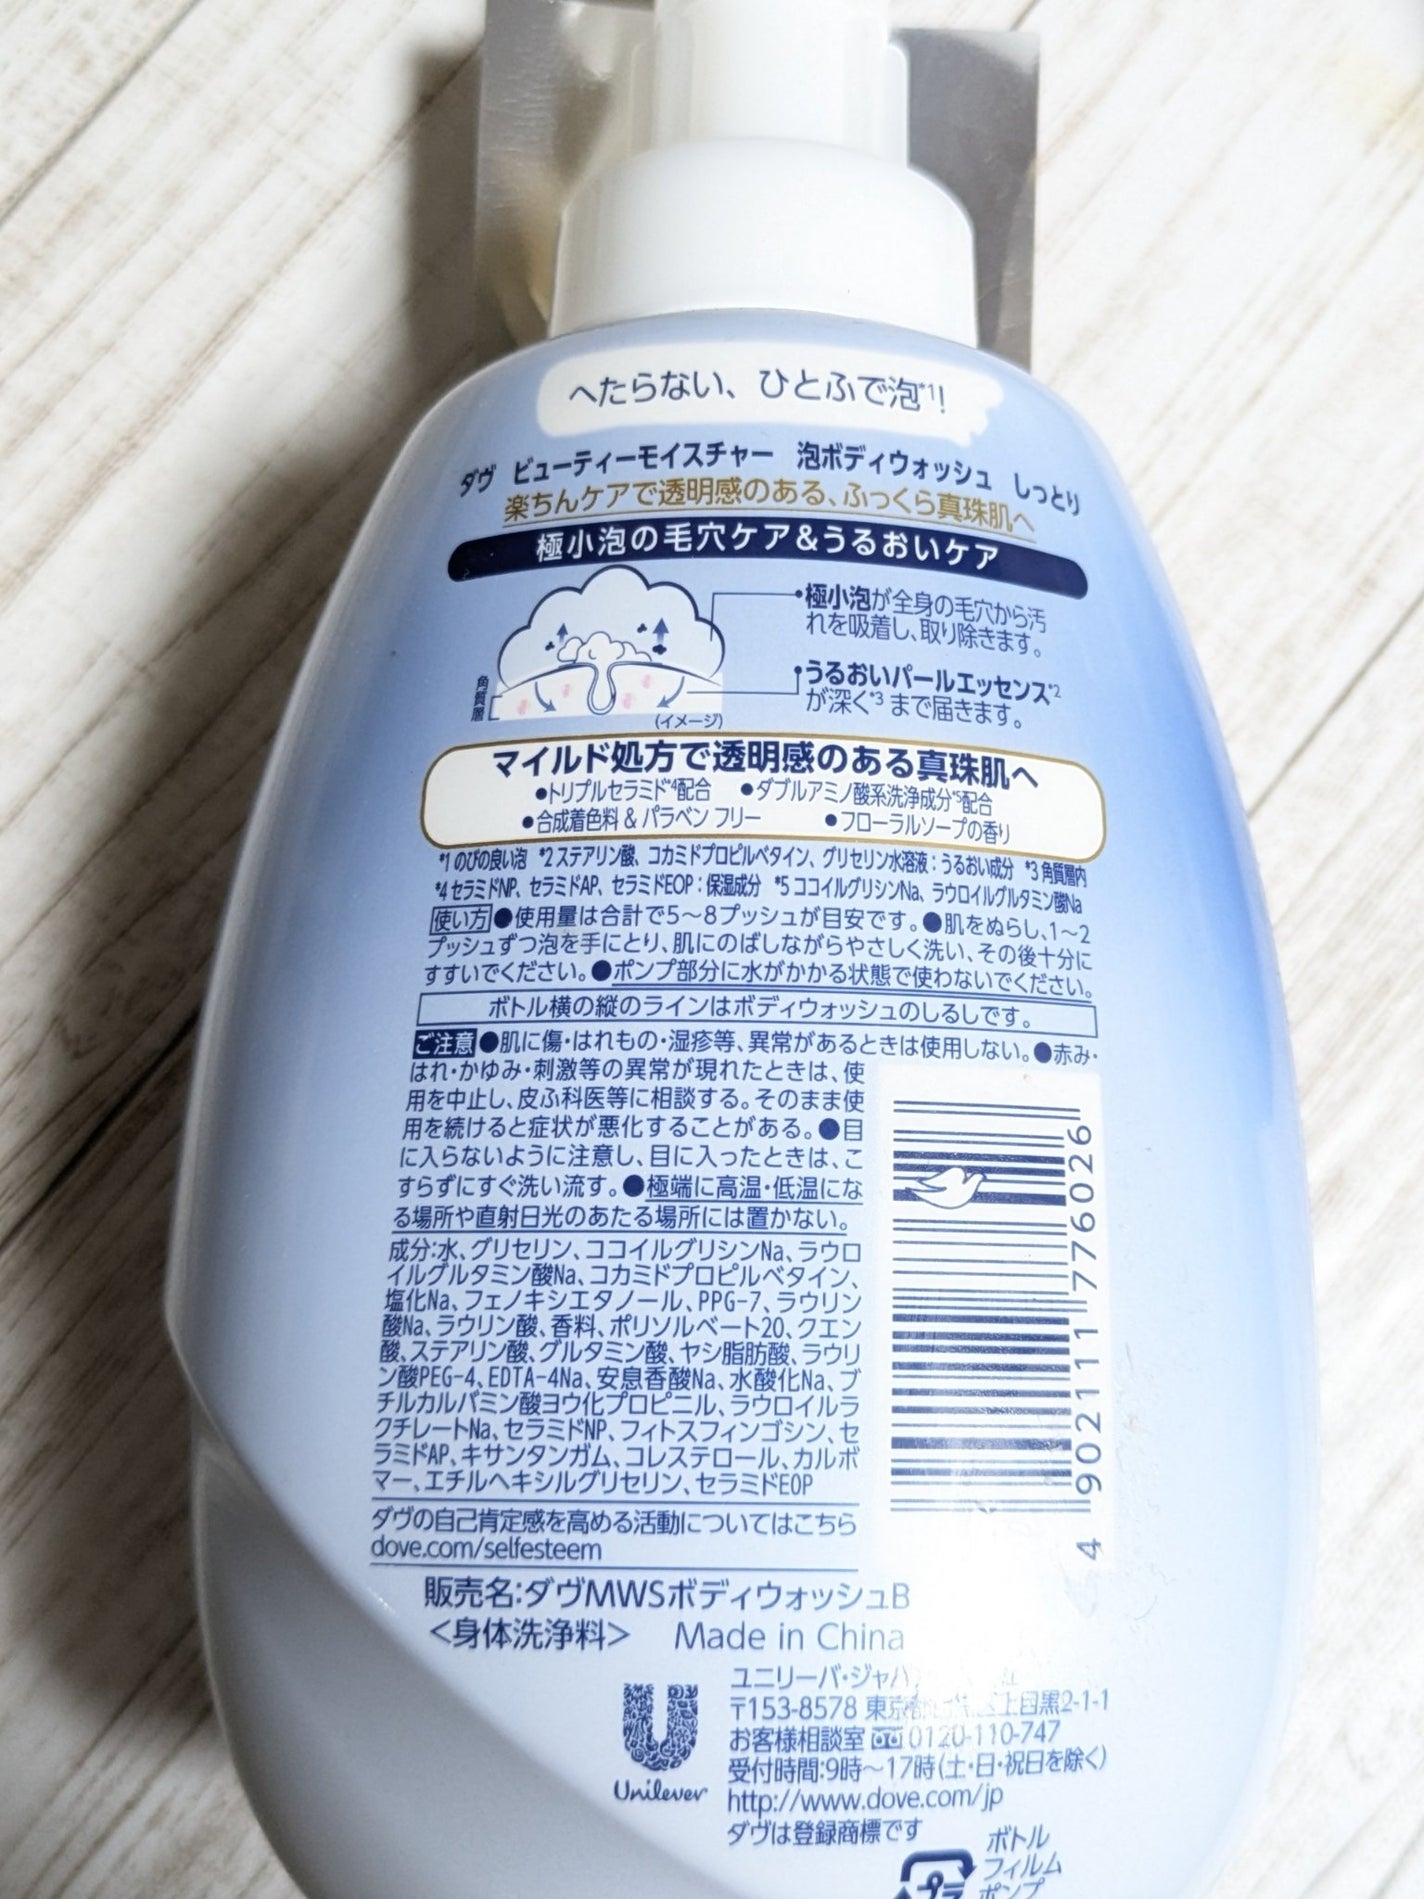 へたらない、ひとふで泡*1!
ダヴ ビューティーモイスチャー 泡ボディウォッシュ しっとり
楽ちんケアで透明感のある、ふっくら真珠肌へ
極小泡の毛穴ケア&うるおいケア
極小泡が全身の毛穴から汚
れを吸着し、取り除きます。
うるおいパールエッセンス*2
が深く*3 まで届きます。
角質層
(イメージ)
マイルド処方で透明感のある真珠肌へ
●トリプルセラミド*4配合 ●ダブルアミノ酸系洗浄成分*5配合
●合成着色料 & パラベン フリー ●フローラルソープの香り
*1 のびの良い泡 *2 ステアリン酸、コカミドプロピルベタイン、グリセリン水溶液:うるおい成分 *3 角質層内
*4 セラミドNP、セラミドAP、セラミドEOP:保湿成分 *5 ココイルグリシンNa、ラウロイルグルタミン酸Na
使い方 ●使用量は合計で5〜8プッシュが目安です。●肌をぬらし、1〜2
プッシュずつ泡を手にとり、肌にのばしながらやさしく洗い、その後十分に
すすいでください。●ポンプ部分に水がかかる状態で使わないでください。
ボトル横の縦のラインはボディウォッシュのしるしです。
ご注意 ●肌に傷・はれもの・湿疹等、異常があるときは使用しない。●赤み・
はれ・かゆみ・刺激等の異常が現れたときは、使
用を中止し、皮ふ科医等に相談する。そのまま使
用を続けると症状が悪化することがある。●目
に入らないように注意し、目に入ったときは、こ
すらずにすぐ洗い流す。●極端に高温・低温にな
る場所や直射日光のあたる場所には置かない。
成分:水、グリセリン、ココイルグリシンNa、ラウロ
イルグルタミン酸Na、コカミドプロピルベタイン、
塩化Na、フェノキシエタノール、PPG-7、ラウリン
酸Na、ラウリン酸、香料、ポリソルベート20、クエン
酸、ステアリン酸、グルタミン酸、ヤシ脂肪酸、ラウリ
ン酸PEG-4、EDTA-4Na、安息香酸Na、水酸化Na、ブ
チルカルバミン酸ヨウ化プロピニル、ラウロイルラ
クチレートNa、セラミドNP、フィトスフィンゴシン、セ
ラミドAP、キサンタンガム、コレステロール、カルボ
マー、エチルヘキシルグリセリン、セラミドEOP
4 902111 776026
ダヴの自己肯定感を高める活動についてはこちら
dove.com/selfesteem
販売名:ダヴMWSボディウォッシュB
<身体洗浄料> Made in China
Unilever
ユニリーバ・ジャパ
〒153-8578 東京都 上目黒2-1-1
お客様相談室 0120-110-747
受付時間:9時〜17時(土・日・祝日を除く)
http://www.dove.com/jp
ダヴは登録商標です
プラ
ボトル
フィルム
ポンプ